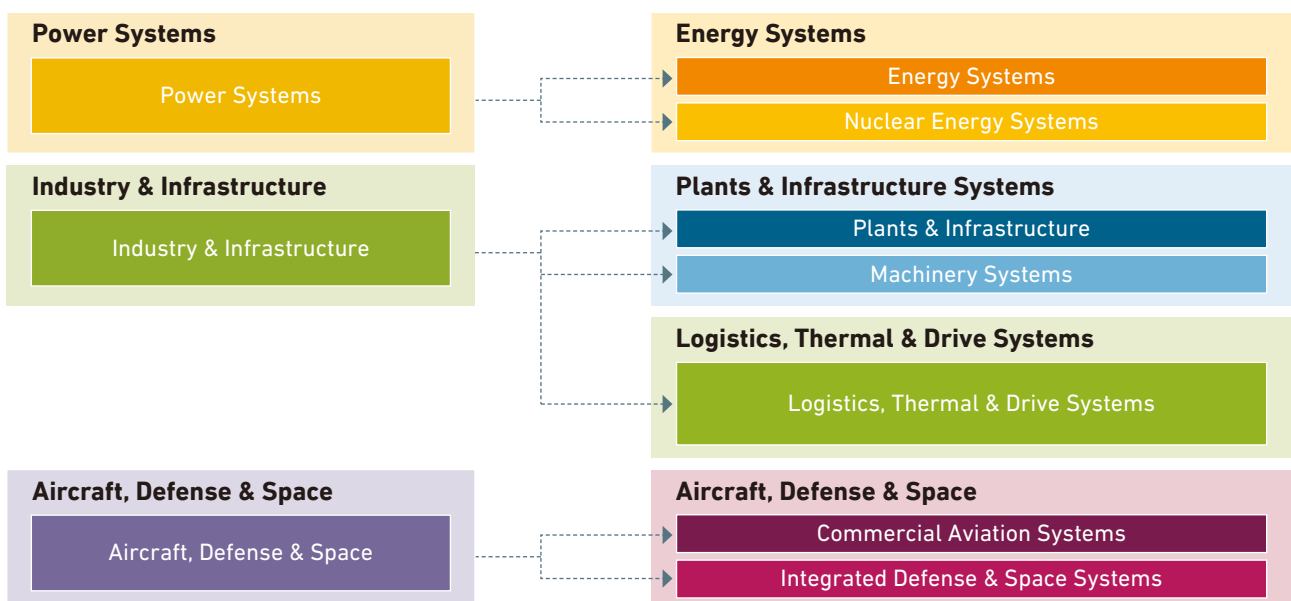 Power Systems
Power Systems
Energy Systems
Energy Systems
Nuclear Energy Systems
Industry & Infrastructure
Industry & Infrastructure
Plants & Infrastructure Systems
Plants & Infrastructure
Machinery Systems
Logistics, Thermal & Drive Systems
Logistics, Thermal & Drive Systems
Aircraft, Defense & Space
Aircraft, Defense & Space
Aircraft, Defense & Space
Commercial Aviation Systems
Integrated Defense & Space Systems